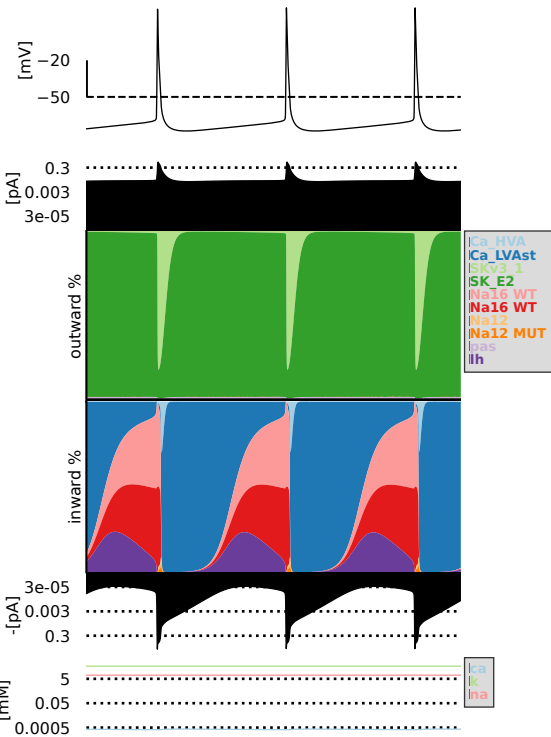 −20
[mV]
−50
0.3
[pA]
0.003
3e-05
outward %
Ca_HVA
Ca_LVAst
SKv3_1
SK_E2
Na16 WT
Na16 WT
Na12
Na12 MUT
pas
Ih
inward %
3e-05
-[pA]
0.003
0.3
ca
k
na
[mM]
5
0.05
0.0005